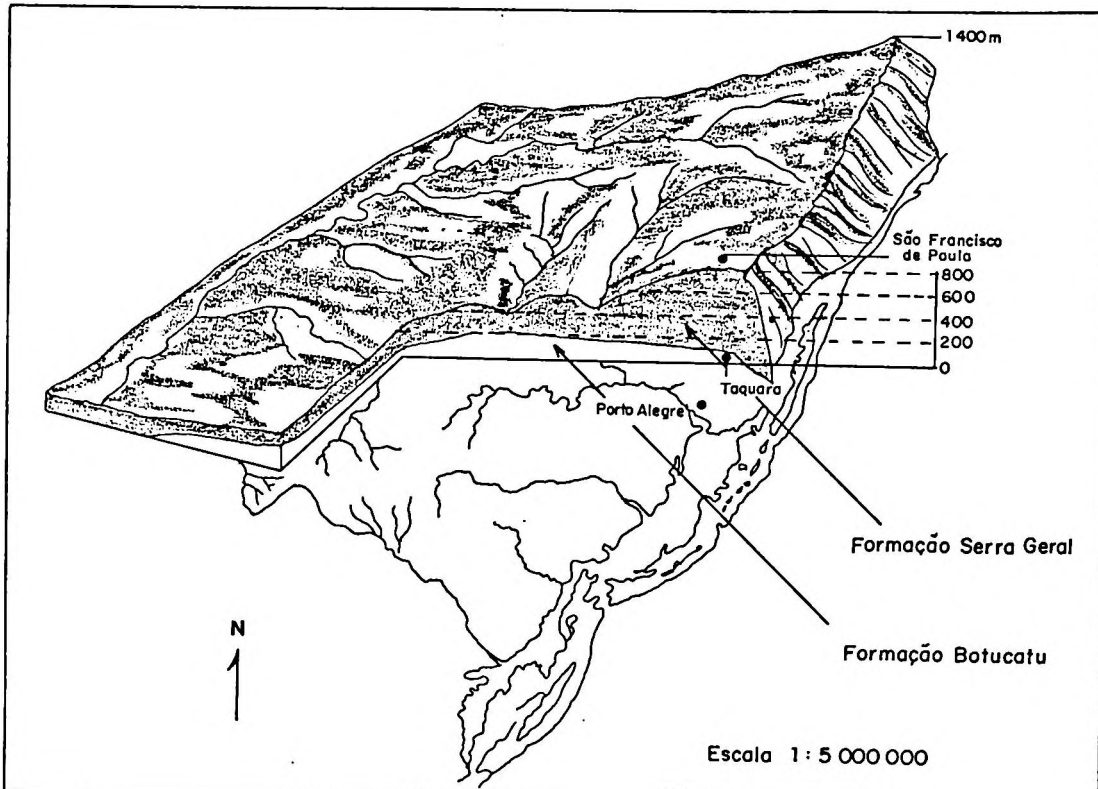 1400m
São Francisco
de Paula
800
600
400
200
0
Taquara
Porto Alegre
Formação Serra Geral
Formação Botucatu
N
Escala 1: 5 000 000